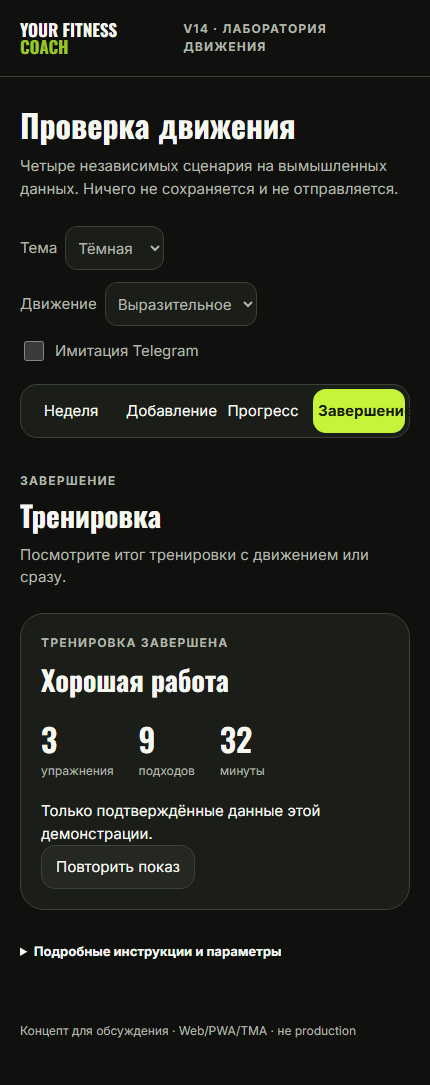 YOUR FITNESS
COACH
V14 · ЛАБОРАТОРИЯ
ДВИЖЕНИЯ
Проверка движения
Четыре независимых сценария на вымышленных
данных. Ничего не сохраняется и не отправляется.
Тема Тёмная
Движение Выразительное
Имитация Telegram
Неделя Добавление Прогресс Завершени
ЗАВЕРШЕНИЕ
Тренировка
Посмотрите итог тренировки с движением или
сразу.
ТРЕНИРОВКА ЗАВЕРШЕНА
Хорошая работа
3 9 32
упражнения подходов минуты
Только подтверждённые данные этой
демонстрации.
Повторить показ
Подробные инструкции и параметры
Концепт для обсуждения · Web/PWA/TMA · не production